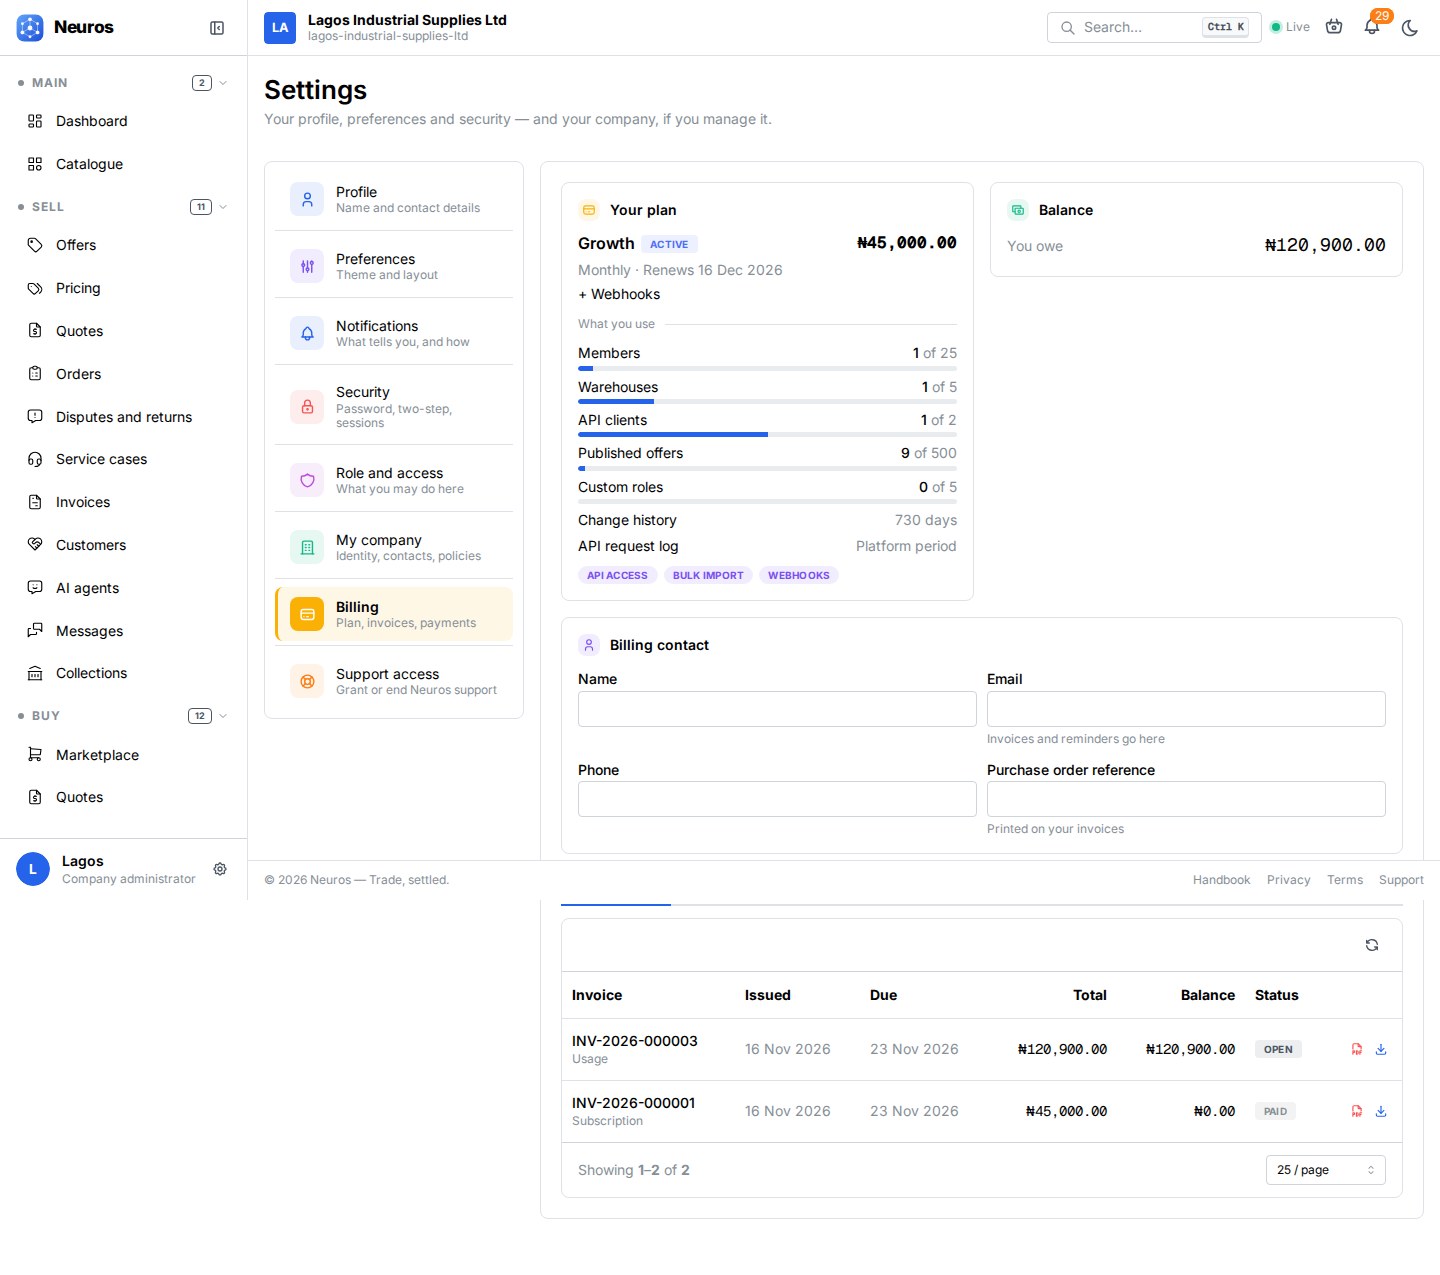 Neuros
LA
Lagos Industrial Supplies Ltd
lagos-industrial-supplies-ltd
Search...
Ctrl K
Live
29
MAIN
2
Dashboard
Catalogue
SELL
11
Offers
Pricing
Quotes
Orders
Disputes and returns
Service cases
Invoices
Customers
AI agents
Messages
Collections
BUY
12
Marketplace
Quotes
L
Lagos
Company administrator
Settings
Your profile, preferences and security — and your company, if you manage it.
Profile
Name and contact details
Preferences
Theme and layout
Notifications
What tells you, and how
Security
Password, two-step,
sessions
Role and access
What you may do here
My company
Identity, contacts, policies
Billing
Plan, invoices, payments
Support access
Grant or end Neuros support
Your plan
Growth ACTIVE ₦45,000.00
Monthly · Renews 16 Dec 2026
+ Webhooks
What you use
Members 1 of 25
Warehouses 1 of 5
API clients 1 of 2
Published offers 9 of 500
Custom roles 0 of 5
Change history 730 days
API request log Platform period
API ACCESS BULK IMPORT WEBHOOKS
Balance
You owe ₦120,900.00
Billing contact
Name
Email
Invoices and reminders go here
Phone
Purchase order reference
Printed on your invoices
© 2026 Neuros — Trade, settled.
Handbook Privacy Terms Support
Invoice Issued Due Total Balance Status
INV-2026-000003 16 Nov 2026 23 Nov 2026 ₦120,900.00 ₦120,900.00 OPEN
Usage
INV-2026-000001 16 Nov 2026 23 Nov 2026 ₦45,000.00 ₦0.00 PAID
Subscription
Showing 1–2 of 2
25 / page